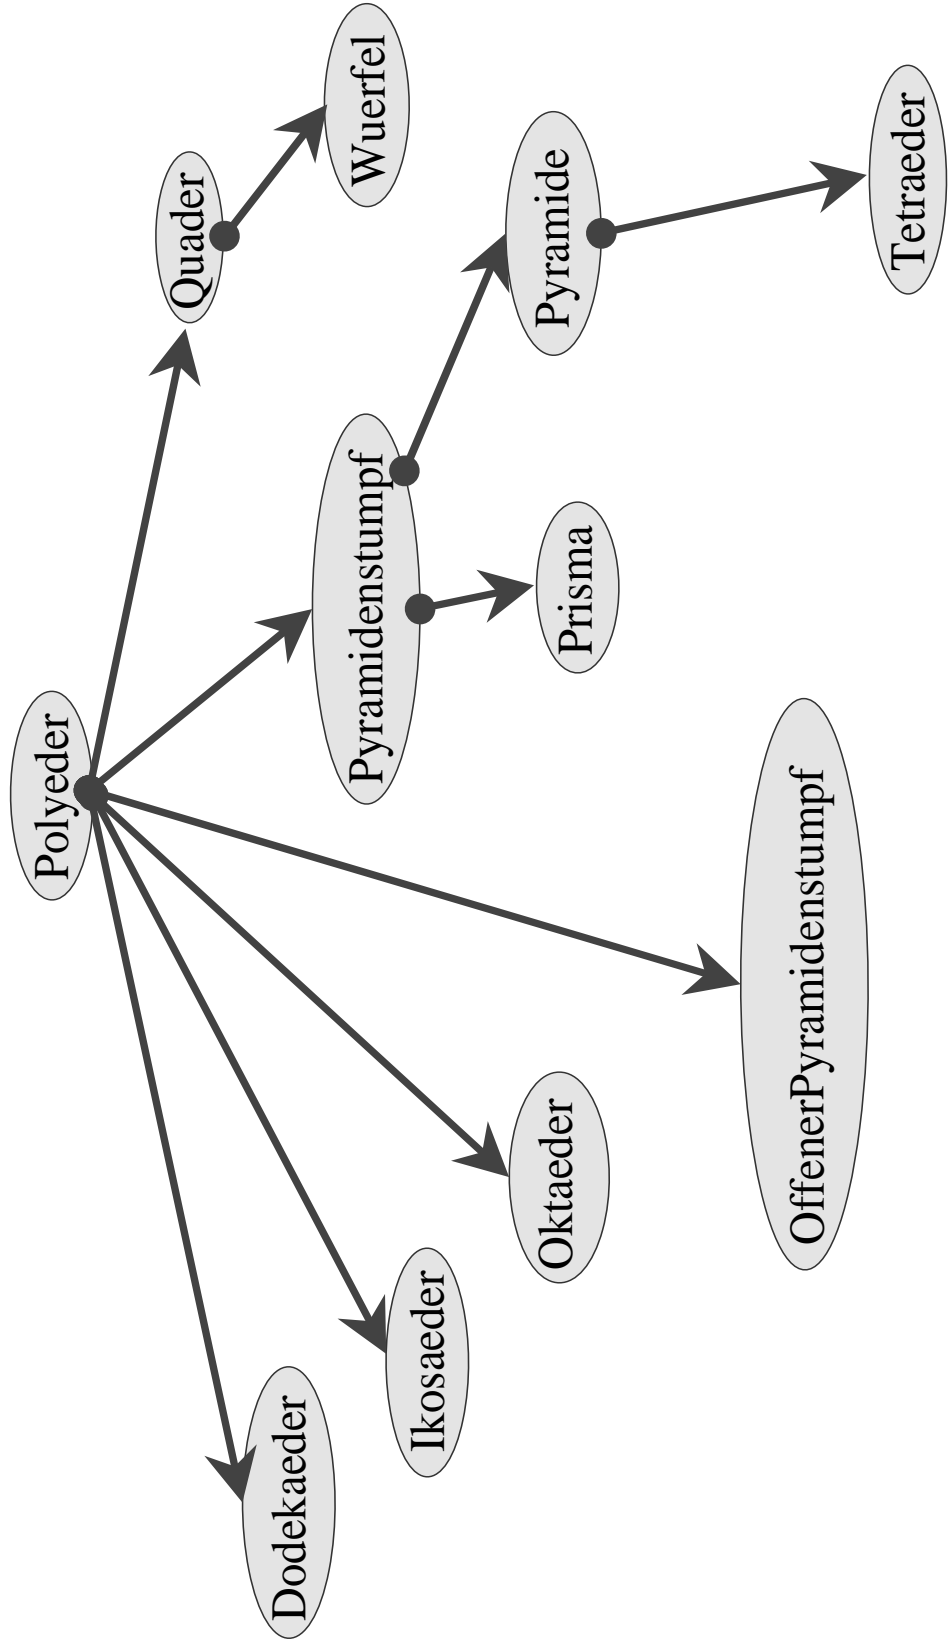 Polyeder
Dodekaeder
Ikosaeder
Oktaeder
OffenerPyramidenstumpf
Pyramidenstumpf
Quader
Prisma
Pyramide
Wuerfel
Tetraeder